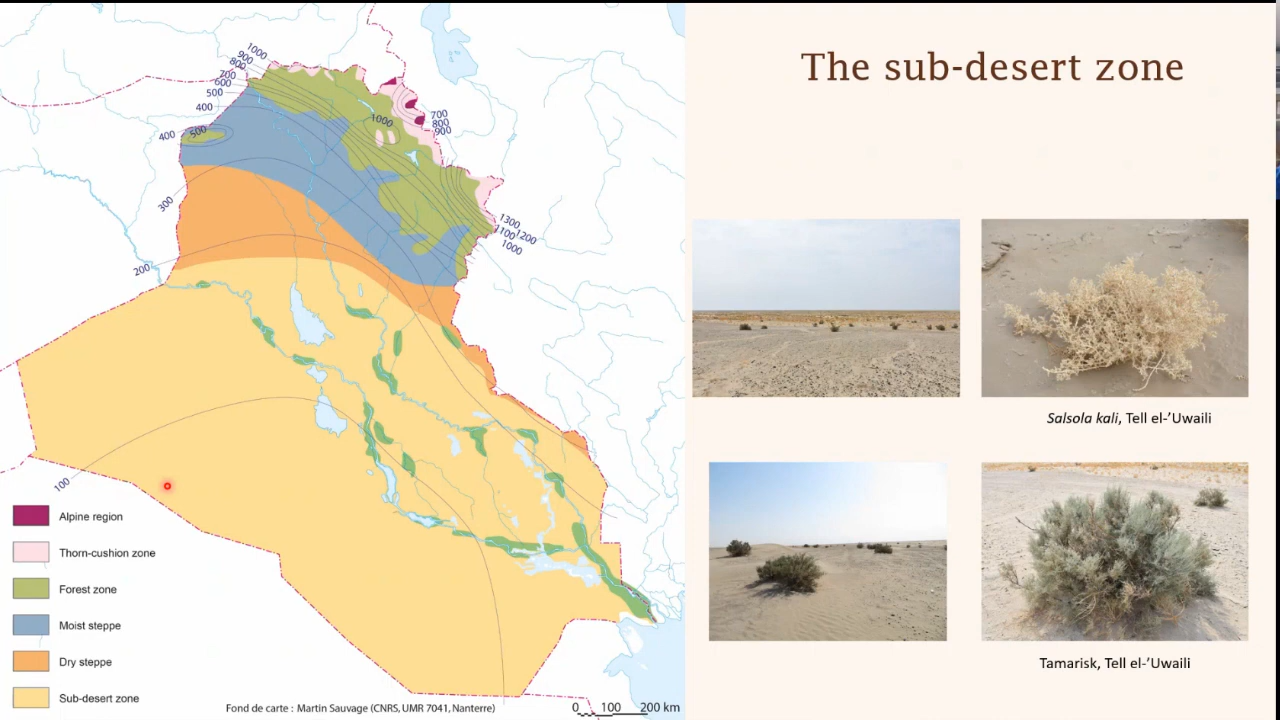 The sub-desert zone
1000
900
800
700
600
500
400
400
500
300
200
100
1000
700
800
900
1300
1200
1100
1000
Salsola kali, Tell el-’Uwaili
Tamarisk, Tell el-’Uwaili
Alpine region
Thorn-cushion zone
Forest zone
Moist steppe
Dry steppe
Sub-desert zone
Fond de carte : Martin Sauvage (CNRS, UMR 7041, Nanterre)
0 100 200 km